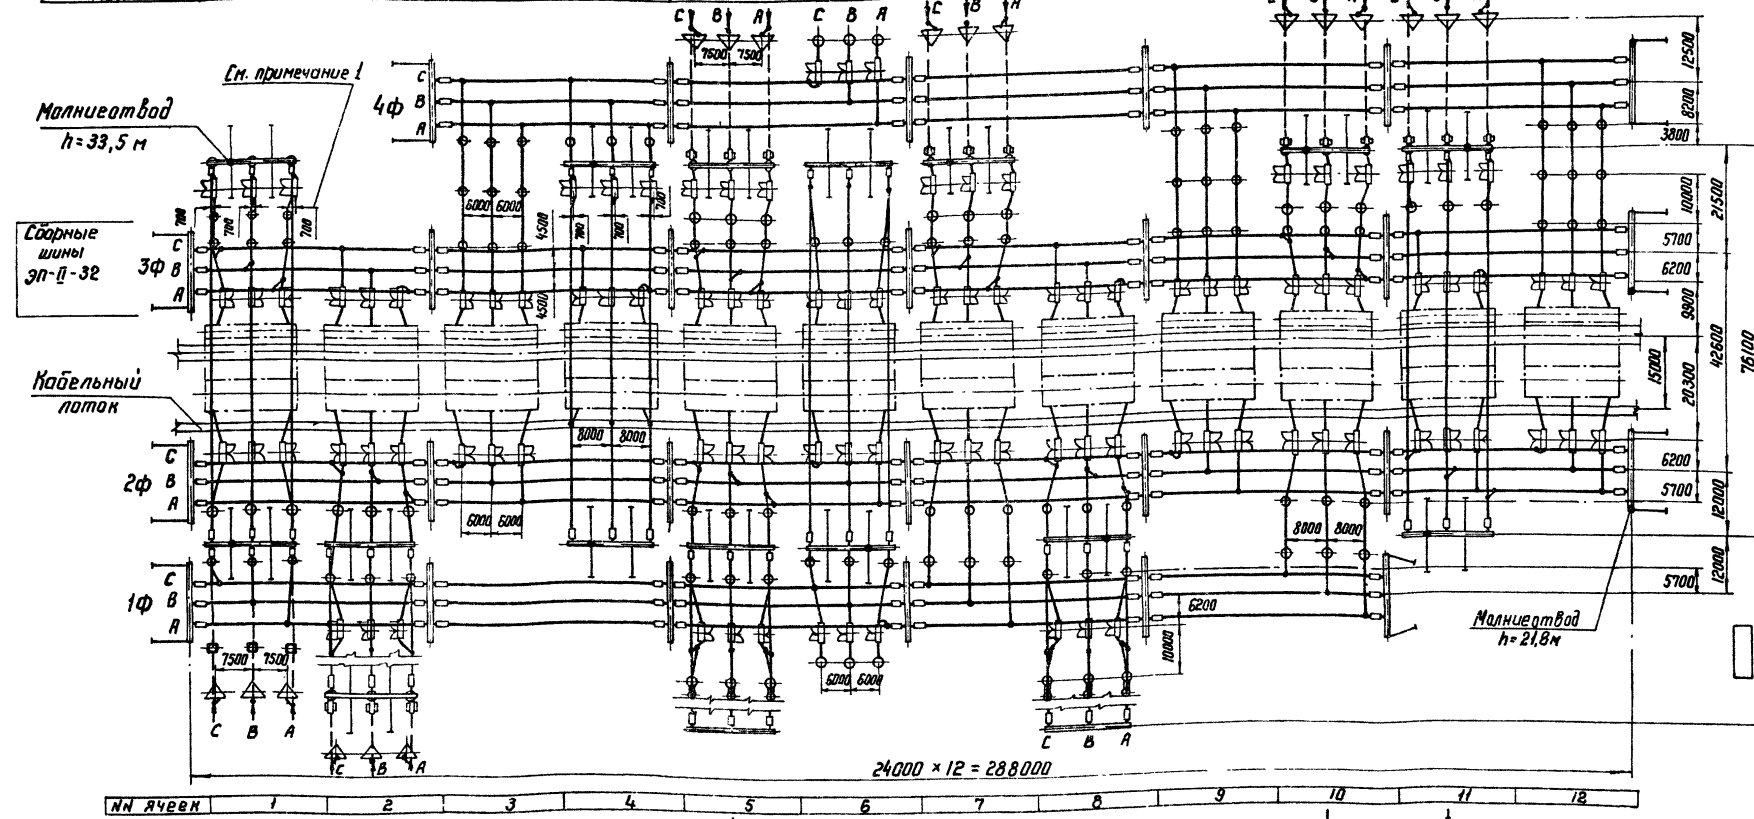 C B A
C B A
C B A
7500 7500
См. примечание 1
Молниеотвод
h=33,5 м
4ф
C
B
A
12500
8200
3800
6000 6000
700
700
700
700
700
700
4500
4500
10000
21500
Сборные
шины
ЭП-II-32
3ф
C
B
A
5700
6200
9900
42600
76100
15000
20300
Кабельный
лоток
8000 8000
2ф
C
B
A
6000 6000
8000 8000
6200
5700
12000
12000
1ф
C
B
A
6200
5700
10000
Молниеотвод
h=21,8м
7500 7500
6000 6000
C B A
C B A
C B A
24000 × 12 = 288000
NN ячеек 1 2 3 4 5 6 7 8 9 10 11 12